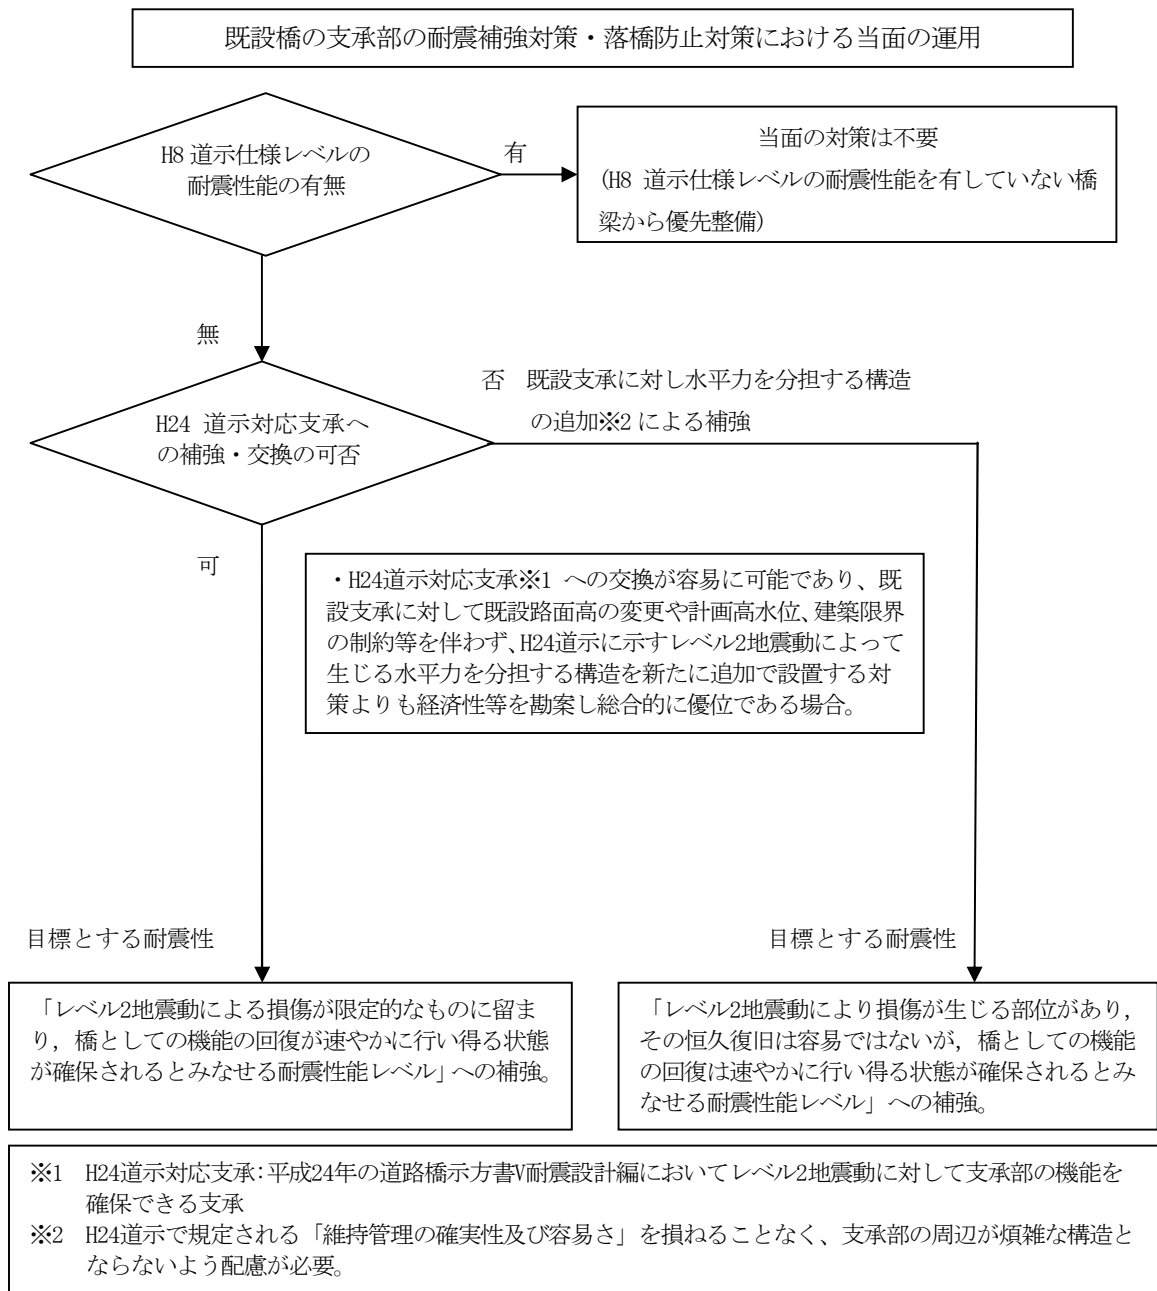 既設橋の支承部の耐震補強対策・落橋防止対策における当面の運用
H8 道示仕様レベルの
耐震性能の有無
有
当面の対策は不要
(H8 道示仕様レベルの耐震性能を有していない橋
梁から優先整備)
無
H24 道示対応支承へ
の補強・交換の可否
否 既設支承に対し水平力を分担する構造
の追加※2 による補強
可
・H24道示対応支承※1 への交換が容易に可能であり、既
設支承に対して既設路面高の変更や計画高水位、建築限界
の制約等を伴わず、H24道示に示すレベル2地震動によって
生じる水平力を分担する構造を新たに追加で設置する対
策よりも経済性等を勘案し総合的に優位である場合。
目標とする耐震性
「レベル2地震動による損傷が限定的なものに留ま
り，橋としての機能の回復が速やかに行い得る状態
が確保されるとみなせる耐震性能レベル」への補強。
目標とする耐震性
「レベル2地震動により損傷が生じる部位があり，
その恒久復旧は容易ではないが，橋としての機能
の回復は速やかに行い得る状態が確保されるとみ
なせる耐震性能レベル」への補強。
※1 H24道示対応支承：平成24年の道路橋示方書V耐震設計編においてレベル2地震動に対して支承部の機能を
確保できる支承
※2 H24道示で規定される「維持管理の確実性及び容易さ」を損ねることなく、支承部の周辺が煩雑な構造と
ならないよう配慮が必要。